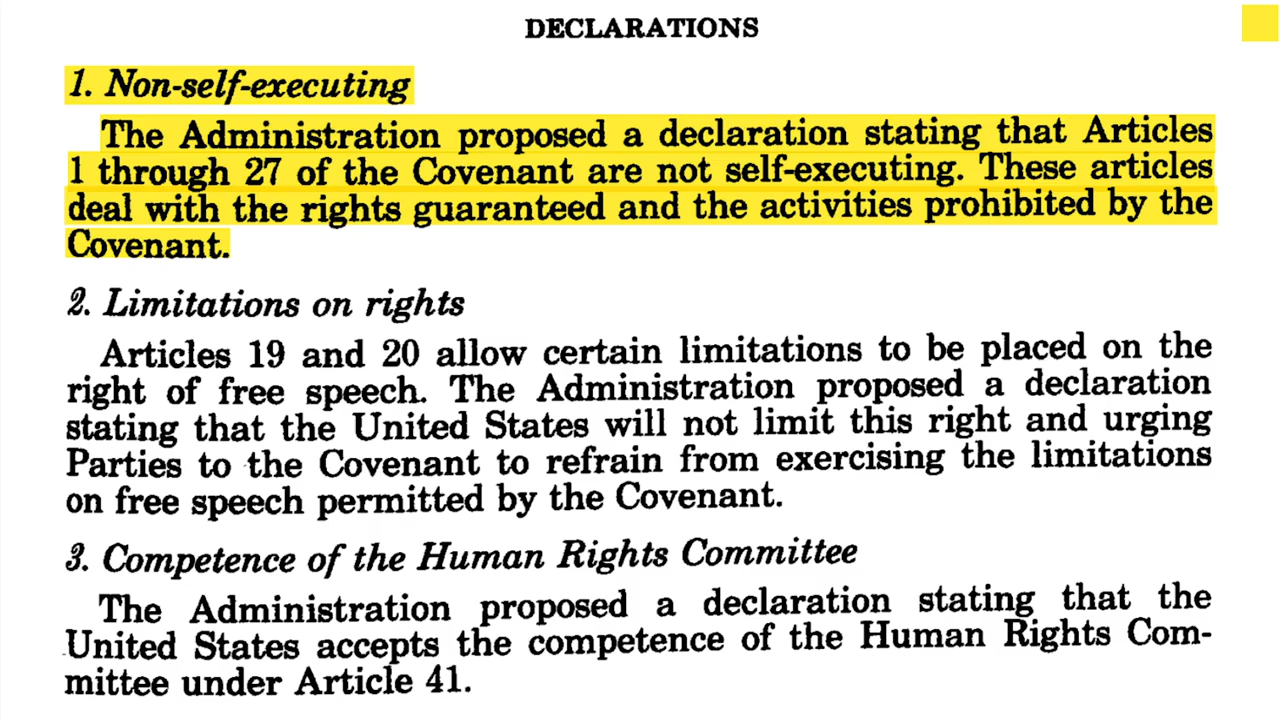 DECLARATIONS
1. Non-self-executing
The Administration proposed a declaration stating that Articles
1 through 27 of the Covenant are not self-executing. These articles
deal with the rights guaranteed and the activities prohibited by the
Covenant.
2. Limitations on rights
Articles 19 and 20 allow certain limitations to be placed on the
right of free speech. The Administration proposed a declaration
stating that the United States will not limit this right and urging
Parties to the Covenant to refrain from exercising the limitations
on free speech permitted by the Covenant.
3. Competence of the Human Rights Committee
The Administration proposed a declaration stating that the
United States accepts the competence of the Human Rights Com-
mittee under Article 41.